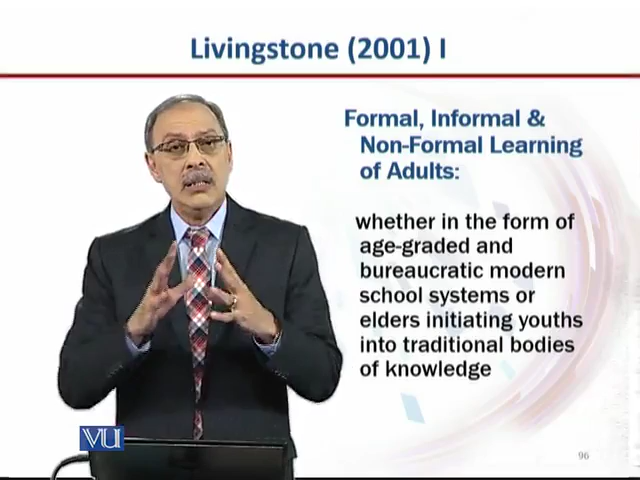 Livingstone (2001) I
Formal, Informal &
Non-Formal Learning
of Adults:
whether in the form of
age-graded and
bureaucratic modern
school systems or
elders initiating youths
into traditional bodies
of knowledge
VU
96